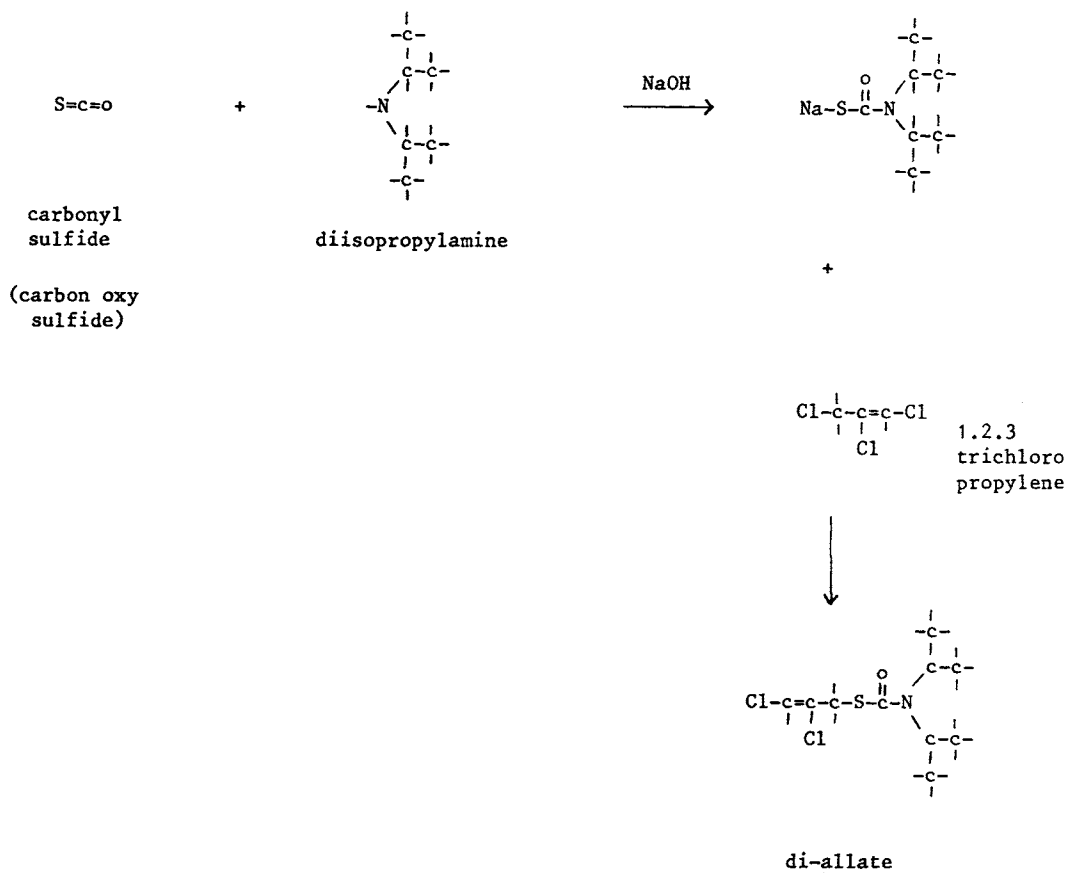 S=C=O
+
-N
NaOH
Na-S-C-N
O
carbonyl
sulfide
(carbon oxy
sulfide)
diisopropylamine
+
Cl-C-C=C-Cl
Cl
1.2.3
trichloro
propylene
O
Cl-C=C-C-S-C-N
Cl
di-allate